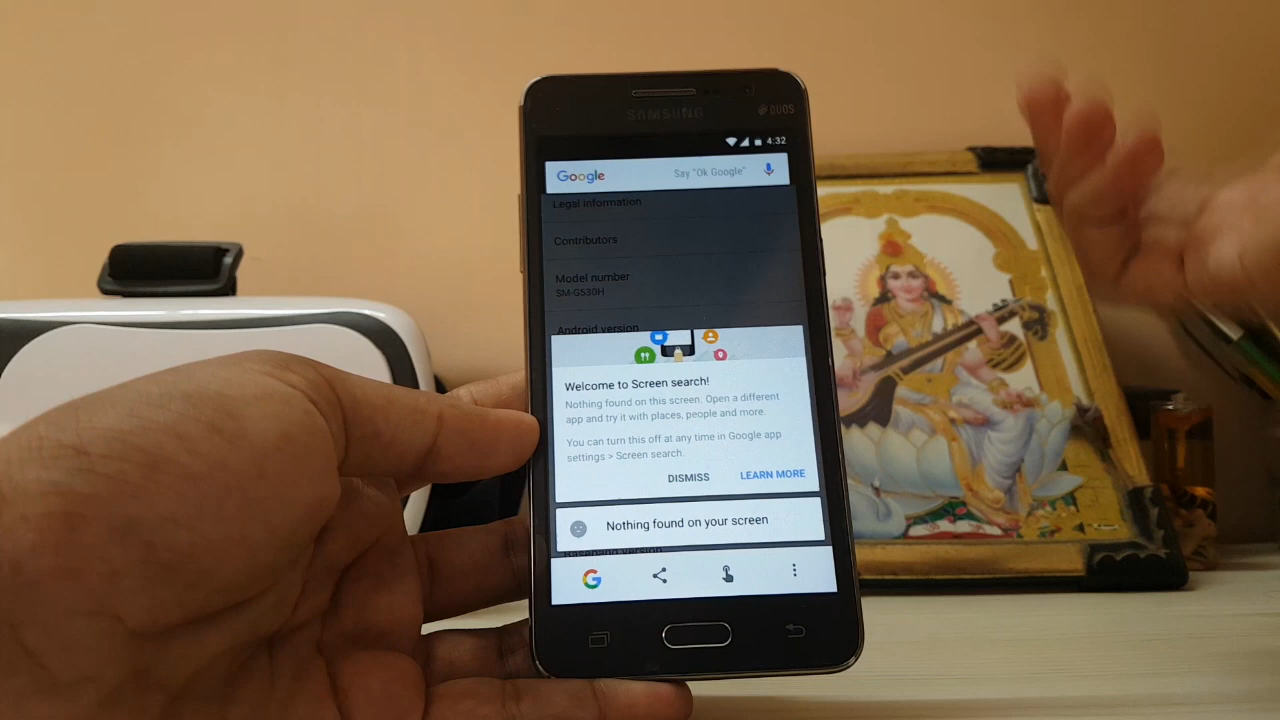 SAMSUNG
DUOS
4:32
Google
Say "Ok Google"
Legal information
Contributors
Model number
SM-G530H
Android version
Welcome to Screen search!
Nothing found on this screen. Open a different
app and try it with places, people and more.
You can turn this off at any time in Google app
settings > Screen search.
DISMISS
LEARN MORE
Nothing found on your screen
Baseband version
G